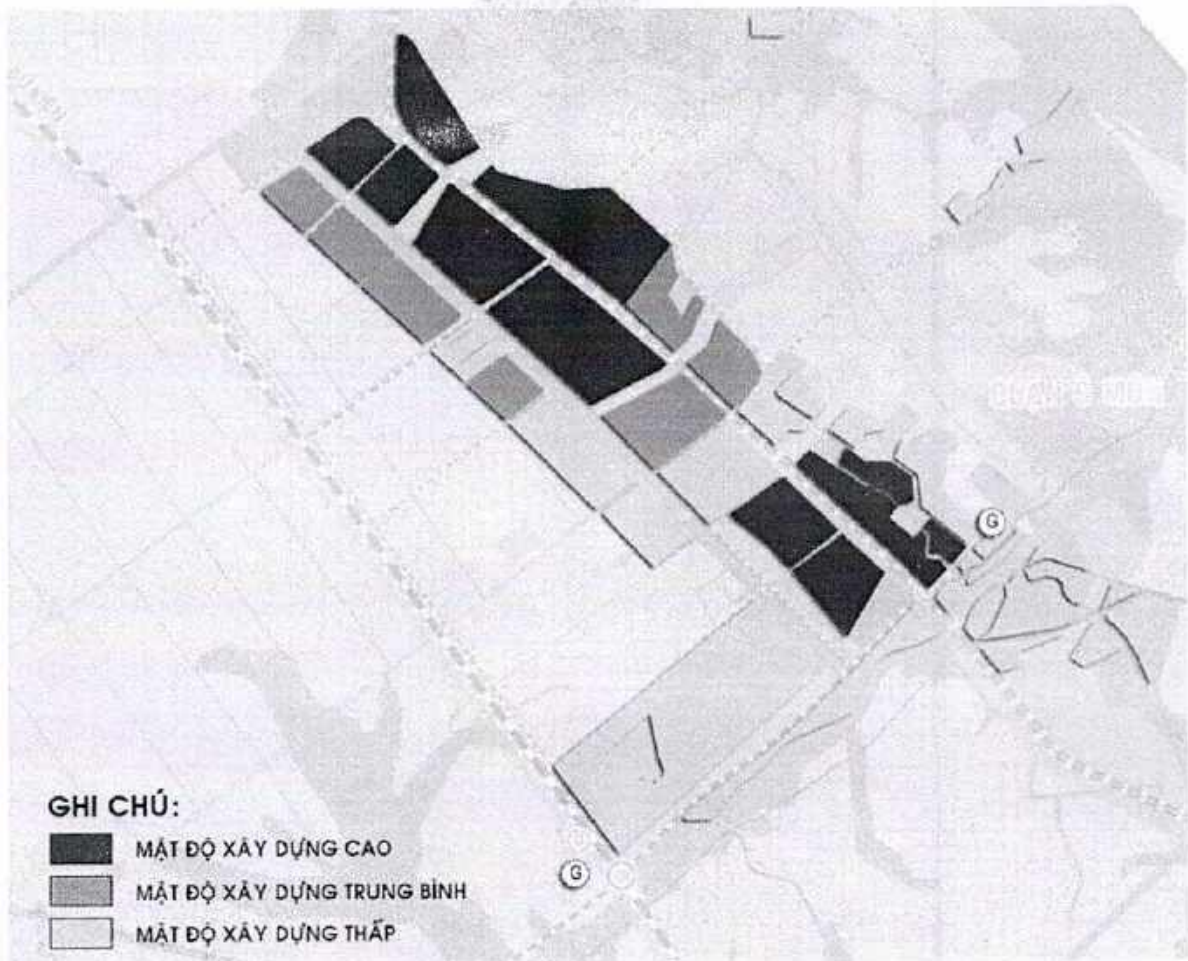 G
G
GHI CHÚ:
MẬT ĐỘ XÂY DỰNG CAO
MẬT ĐỘ XÂY DỰNG TRUNG BÌNH
MẬT ĐỘ XÂY DỰNG THẤP